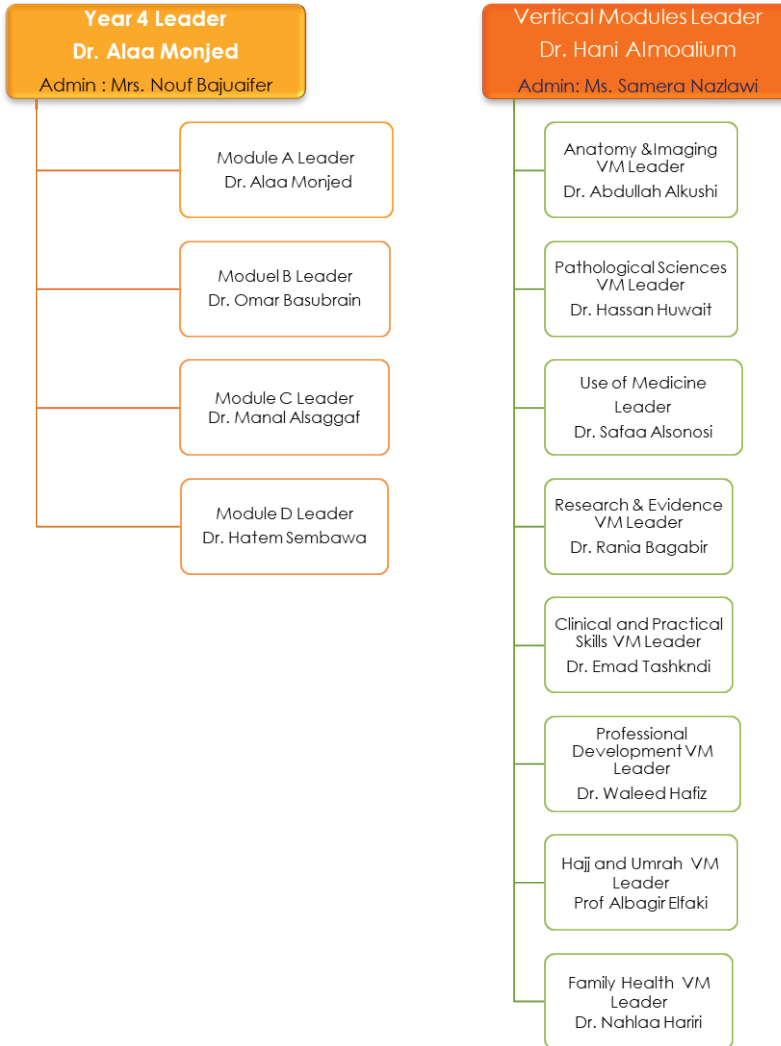 Year 4 Leader
Dr. Alaa Monjed
Admin : Mrs. Nouf Bajuaifer
Module A Leader
Dr. Alaa Monjed
Moduel B Leader
Dr. Omar Basubrain
Module C Leader
Dr. Manal Alsaggaf
Module D Leader
Dr. Hatem Sembawa
Vertical Modules Leader
Dr. Hani Almoalium
Admin: Ms. Samera Nazlawi
Anatomy &Imaging
VM Leader
Dr. Abdullah Alkushi
Pathological Sciences
VM Leader
Dr. Hassan Huwait
Use of Medicine
Leader
Dr. Safaa Alsonosi
Research & Evidence
VM Leader
Dr. Rania Bagabir
Clinical and Practical
Skills VM Leader
Dr. Emad Tashkndi
Professional
Development VM
Leader
Dr. Waleed Hafiz
Hajj and Umrah VM
Leader
Prof Albagir Elfaki
Family Health VM
Leader
Dr. Nahlaa Hariri